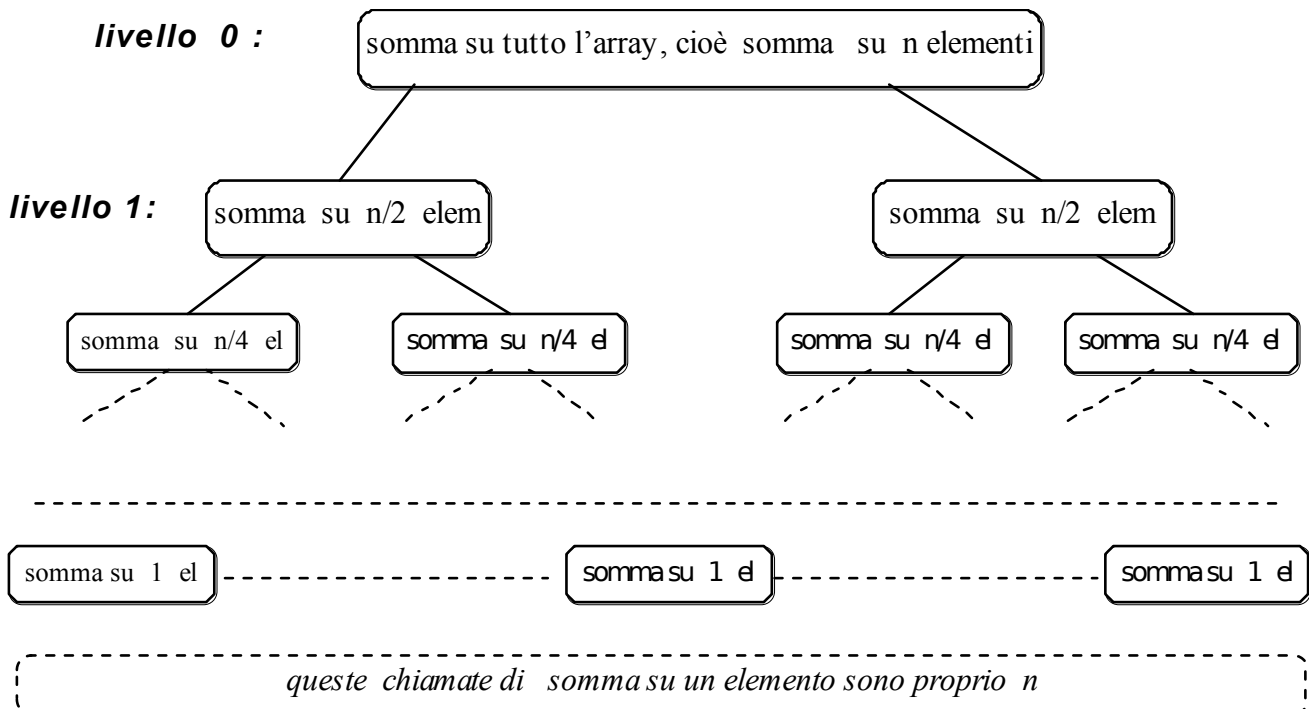 livello 0 :
somma su tutto l'array, cioè somma su n elementi
livello 1:
somma su n/2 elem
somma su n/2 elem
somma su n/4 el
somma su n/4 el
somma su n/4 el
somma su n/4 el
somma su 1 el
somma su 1 el
somma su 1 el
queste chiamate di somma su un elemento sono proprio n